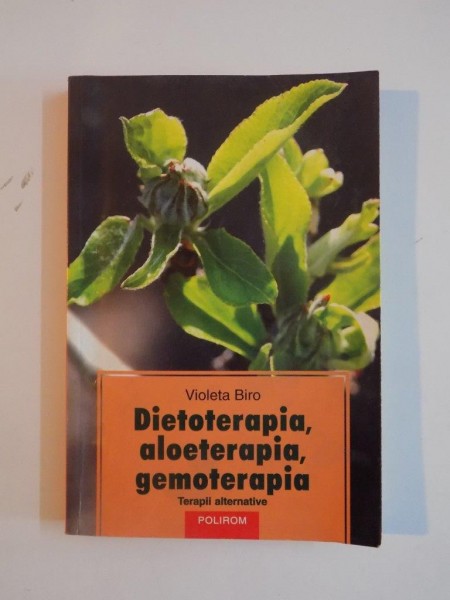 Violeta Biro
Dietoterapia,
aloeterapia,
gemoterapia
Terapii alternative
POLIROM